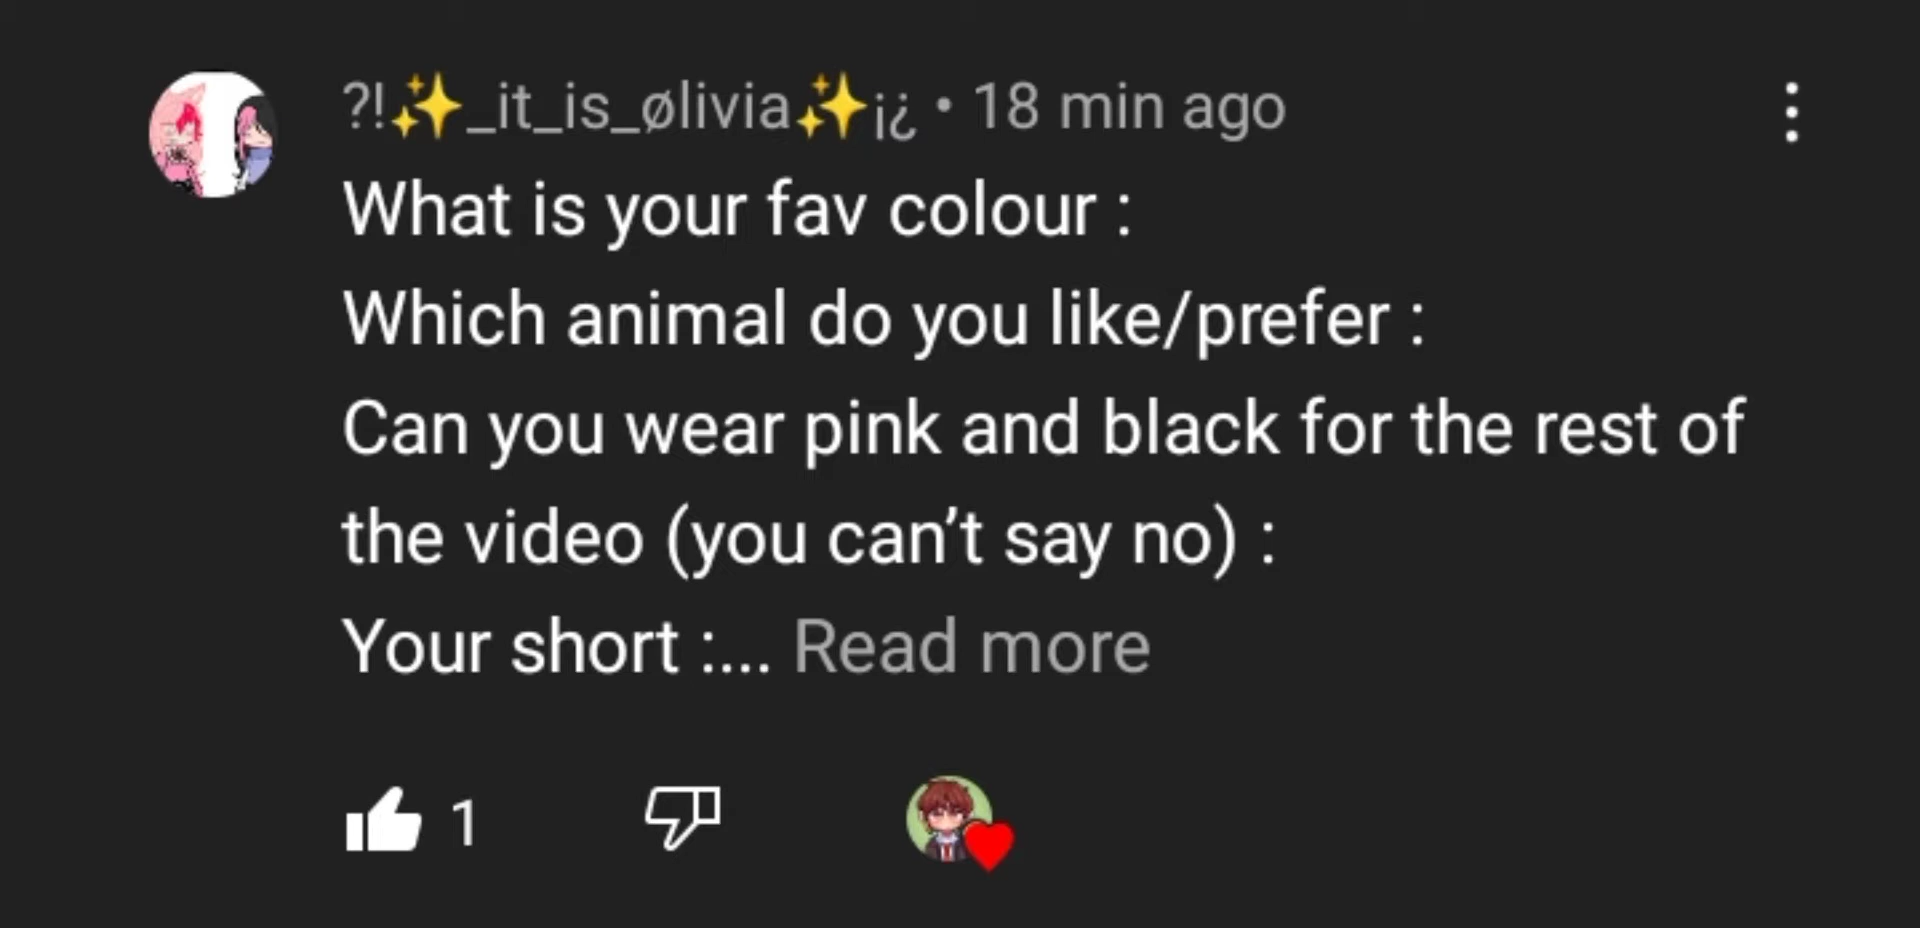 ?!✨_it_is_ølivia✨¡¿ • 18 min ago
What is your fav colour :
Which animal do you like/prefer :
Can you wear pink and black for the rest of
the video (you can’t say no) :
Your short :... Read more
1